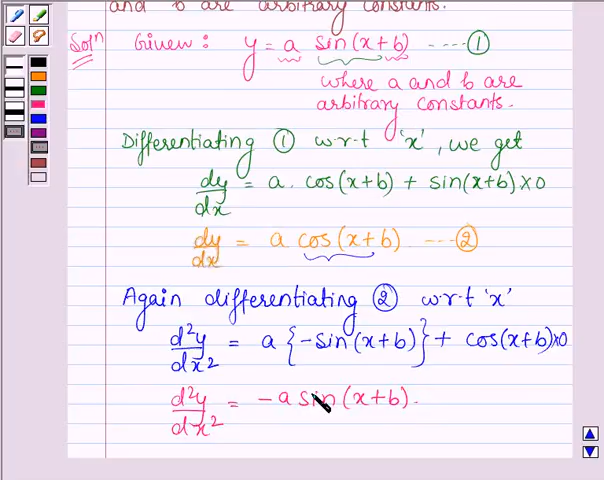 and b are arbitrary constants.
Solⁿ Given : y = a sin(x+b) ----- ①
where a and b are
arbitrary constants.
Differentiating ① w.r.t 'x', we get
dy/dx = a . cos(x+b) + sin(x+b) × 0
dy/dx = a cos(x+b) ---- ②
Again differentiating ② w.r.t 'x'
d²y/dx² = a {-sin(x+b)} + cos(x+b)×0
d²y/dx² = -a sin(x+b).